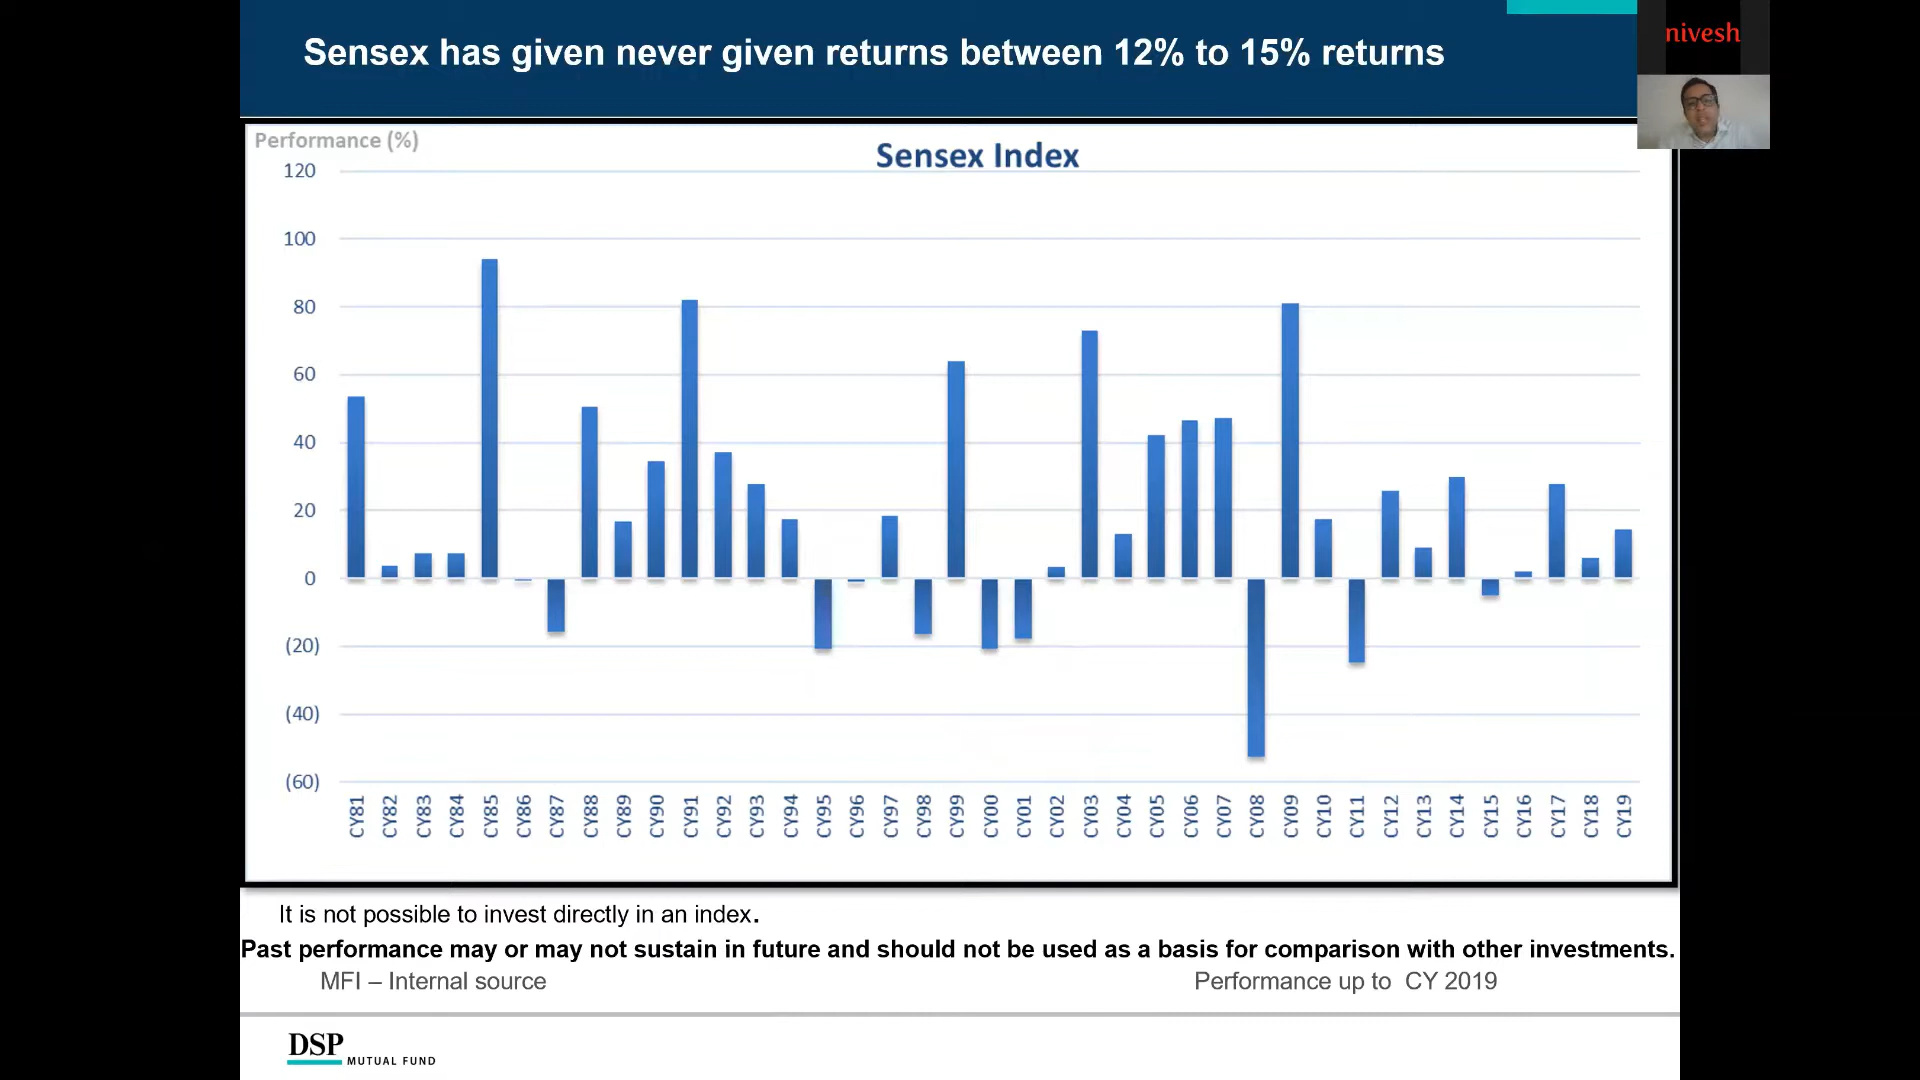 Sensex has given never given returns between 12% to 15% returns
nivesh
Performance (%)
Sensex Index
120
100
80
60
40
20
0
(20)
(40)
(60)
CY81 CY82 CY83 CY84 CY85 CY86 CY87 CY88 CY89 CY90 CY91 CY92 CY93 CY94 CY95 CY96 CY97 CY98 CY99 CY00 CY01 CY02 CY03 CY04 CY05 CY06 CY07 CY08 CY09 CY10 CY11 CY12 CY13 CY14 CY15 CY16 CY17 CY18 CY19
It is not possible to invest directly in an index.
Past performance may or may not sustain in future and should not be used as a basis for comparison with other investments.
MFI – Internal source Performance up to CY 2019
DSP MUTUAL FUND